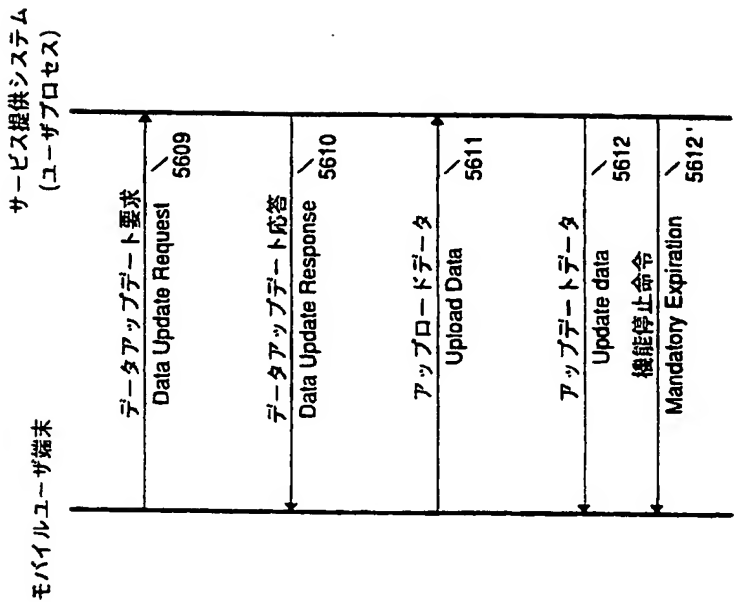 モバイルユーザ端末
サービス提供システム
(ユーザプロセス)
データアップデート要求
Data Update Request
5609
データアップデート応答
Data Update Response
5610
アップロードデータ
Upload Data
5611
アップデートデータ
Update data
5612
機能停止命令
Mandatory Expiration
5612'